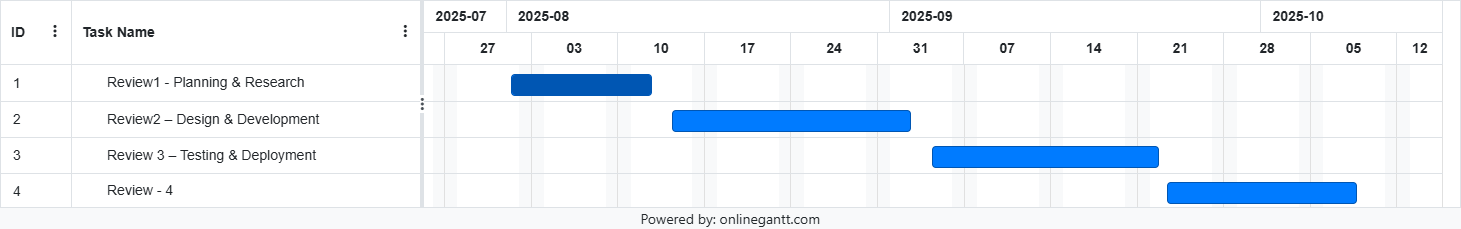 ID
Task Name
2025-07
2025-08
2025-09
2025-10
27
03
10
17
24
31
07
14
21
28
05
12
1
Review1 - Planning & Research
2
Review2 – Design & Development
3
Review 3 – Testing & Deployment
4
Review - 4
Powered by: onlinegantt.com